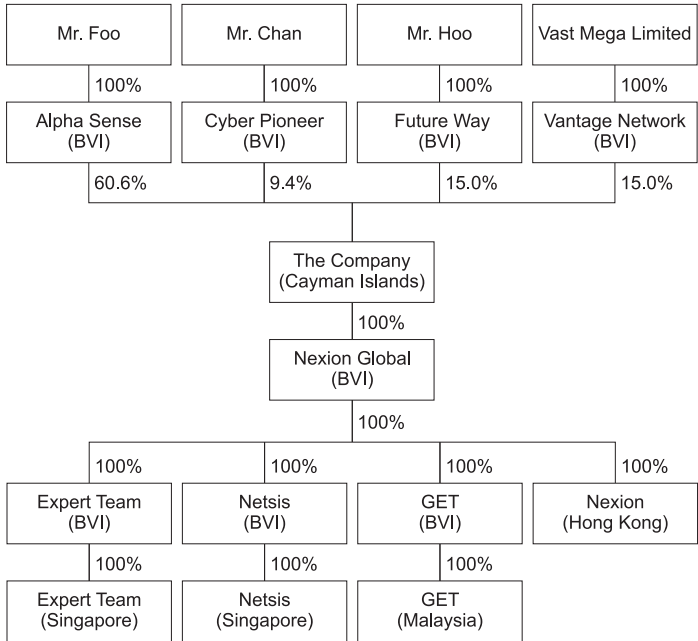 Mr. Foo
Mr. Chan
Mr. Hoo
Vast Mega Limited
100%
100%
100%
100%
Alpha Sense
(BVI)
Cyber Pioneer
(BVI)
Future Way
(BVI)
Vantage Network
(BVI)
60.6%
9.4%
15.0%
15.0%
The Company
(Cayman Islands)
100%
Nexion Global
(BVI)
100%
100%
100%
100%
100%
Expert Team
(BVI)
Netsis
(BVI)
GET
(BVI)
Nexion
(Hong Kong)
100%
100%
100%
Expert Team
(Singapore)
Netsis
(Singapore)
GET
(Malaysia)